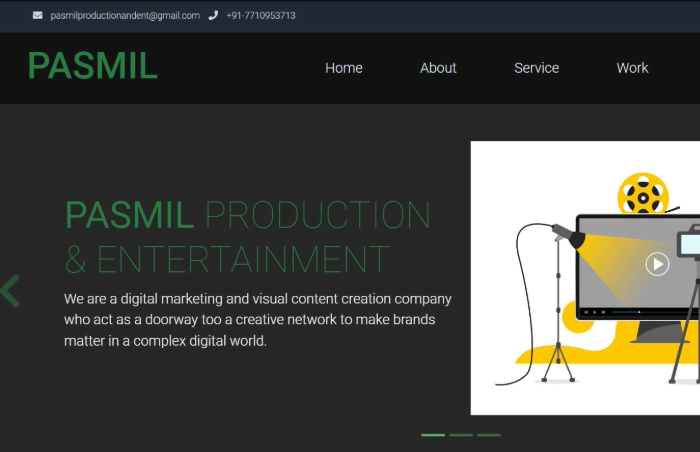 pasmilproductionandent@gmail.com +91-7710953713
PASMIL
Home About Service Work
PASMIL PRODUCTION
& ENTERTAINMENT
We are a digital marketing and visual content creation company
who act as a doorway too a creative network to make brands
matter in a complex digital world.